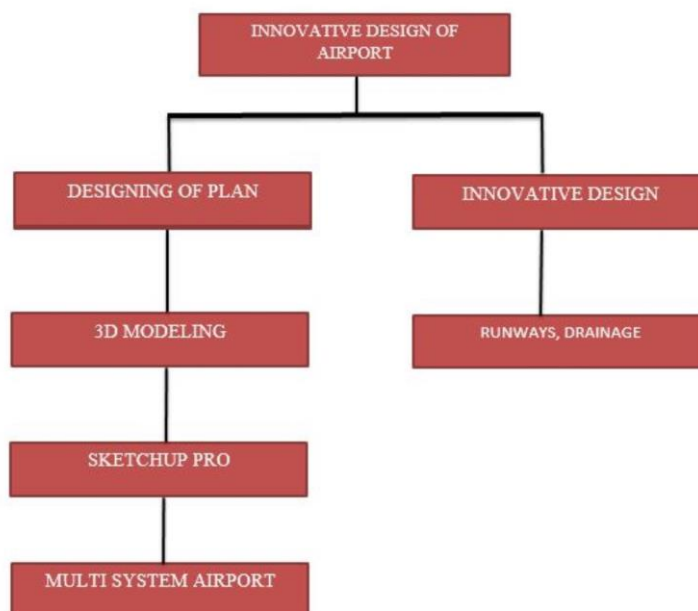 INNOVATIVE DESIGN OF
AIRPORT
DESIGNING OF PLAN
INNOVATIVE DESIGN
3D MODELING
RUNWAYS, DRAINAGE
SKETCHUP PRO
MULTI SYSTEM AIRPORT